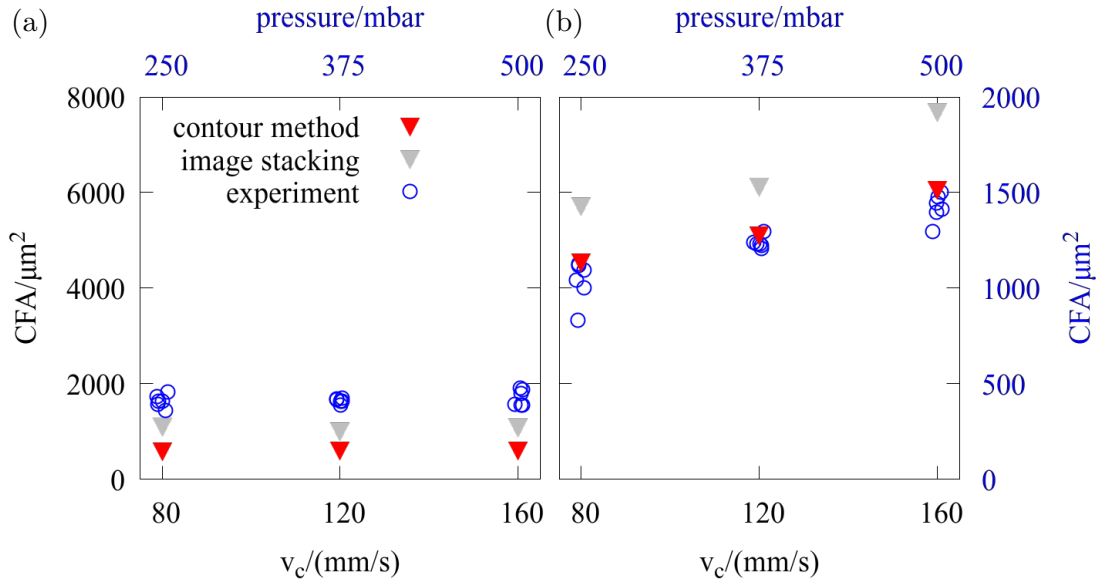 (a)
pressure/mbar
250 375 500
8000
6000
4000
2000
0
CFA/μm²
contour method
image stacking
experiment
80 120 160
v_c/(mm/s)
(b)
pressure/mbar
250 375 500
2000
1500
1000
500
0
CFA/μm²
80 120 160
v_c/(mm/s)